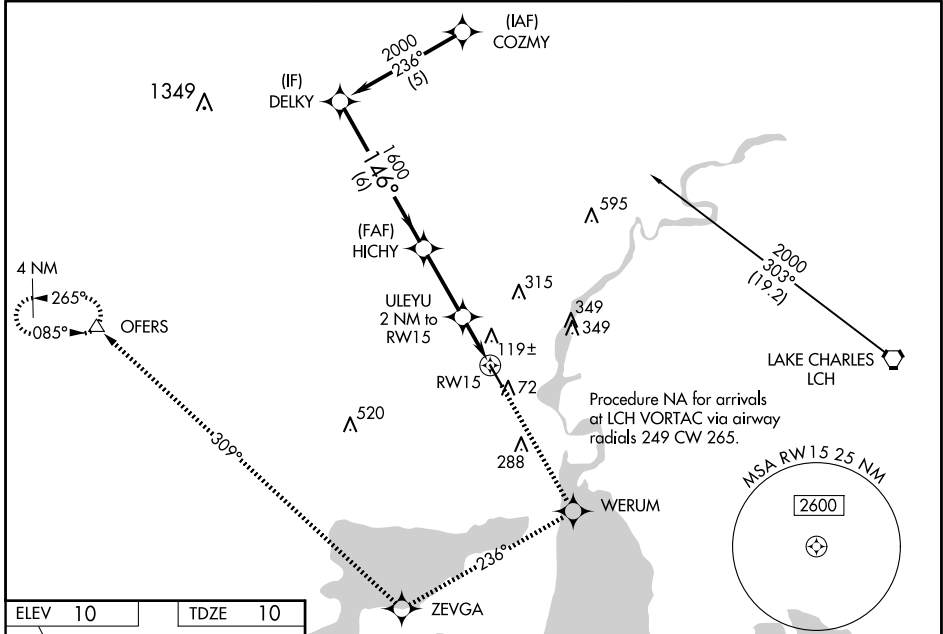 (IAF)
COZMY
2000
236°
(5)
(IF)
DELKY
1349
1600
146°
(6)
595
(FAF)
HICHY
2000
303°
(19.2)
4 NM
265°
085°
OFERS
315
ULEYU
2 NM to
RW15
349
349
119±
LAKE CHARLES
LCH
RW15
72
Procedure NA for arrivals
at LCH VORTAC via airway
radials 249 CW 265.
520
309°
288
MSA RW15 25 NM
2600
WERUM
236°
ZEVGA
ELEV 10
TDZE 10